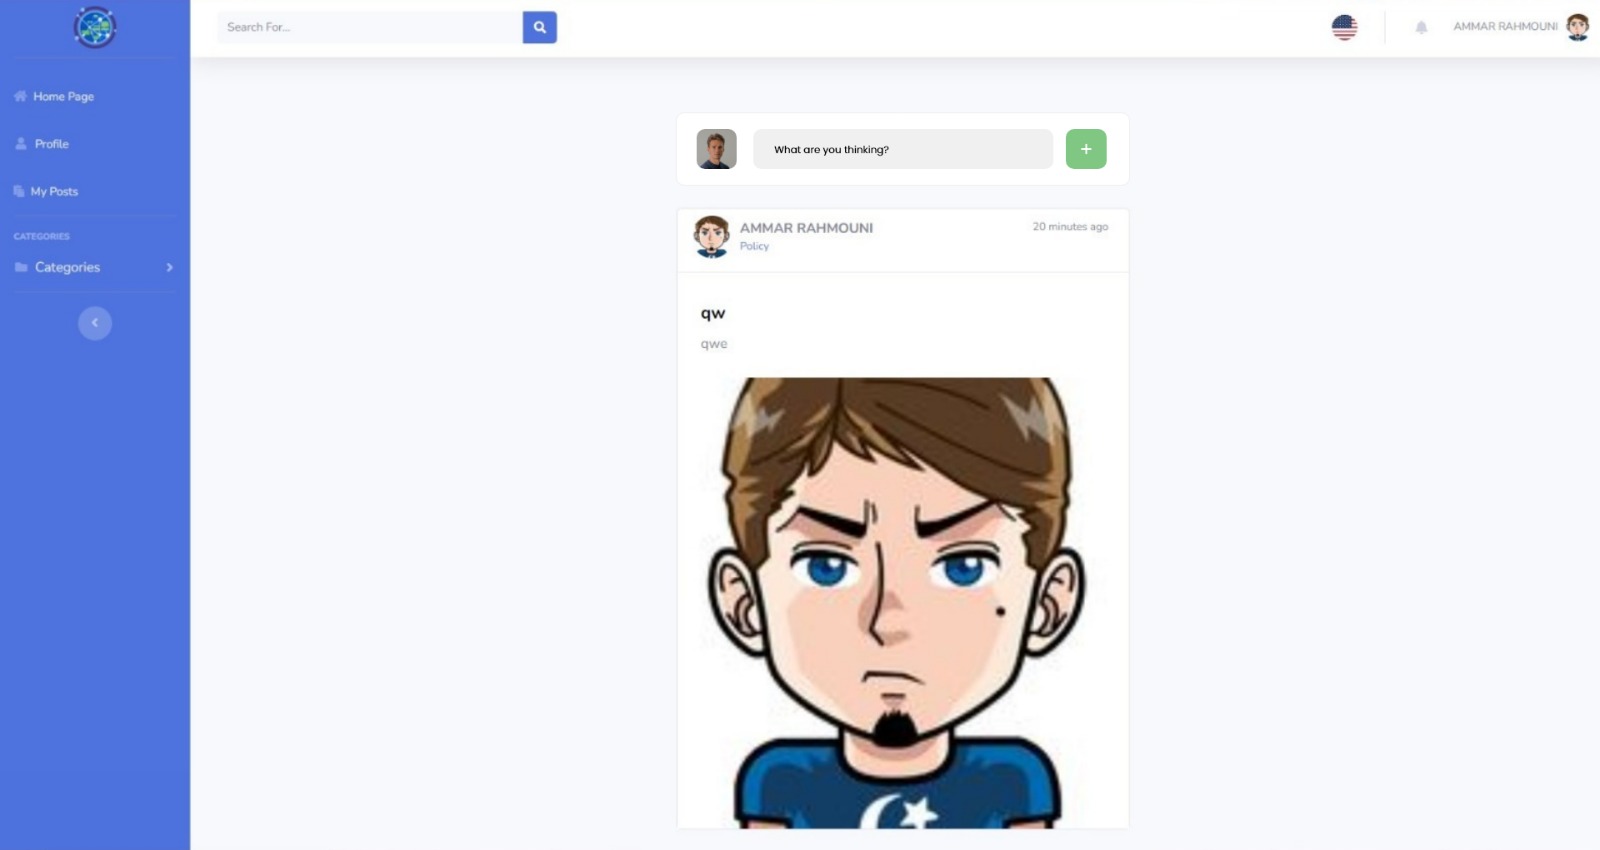 Search For...
AMMAR RAHMOUNI
Home Page
Profile
My Posts
CATEGORIES
Categories
What are you thinking?
AMMAR RAHMOUNI
20 minutes ago
Policy
qw
qwe